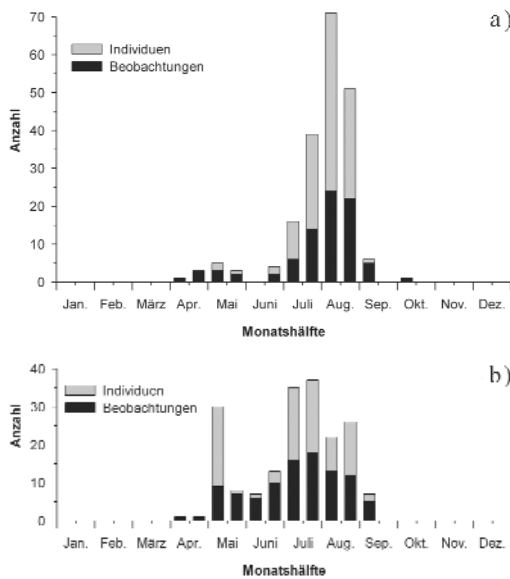 a)
70
60
50
40
30
20
10
0
Anzahl
Individuen
Beobachtungen
Jan. Feb. März Apr. Mai Juni Juli Aug. Sep. Okt. Nov. Dez.
Monatshälfte
b)
40
30
20
10
0
Anzahl
Individuen
Beobachtungen
Jan. Feb. März Apr. Mai Juni Juli Aug. Sep. Okt. Nov. Dez.
Monatshälfte